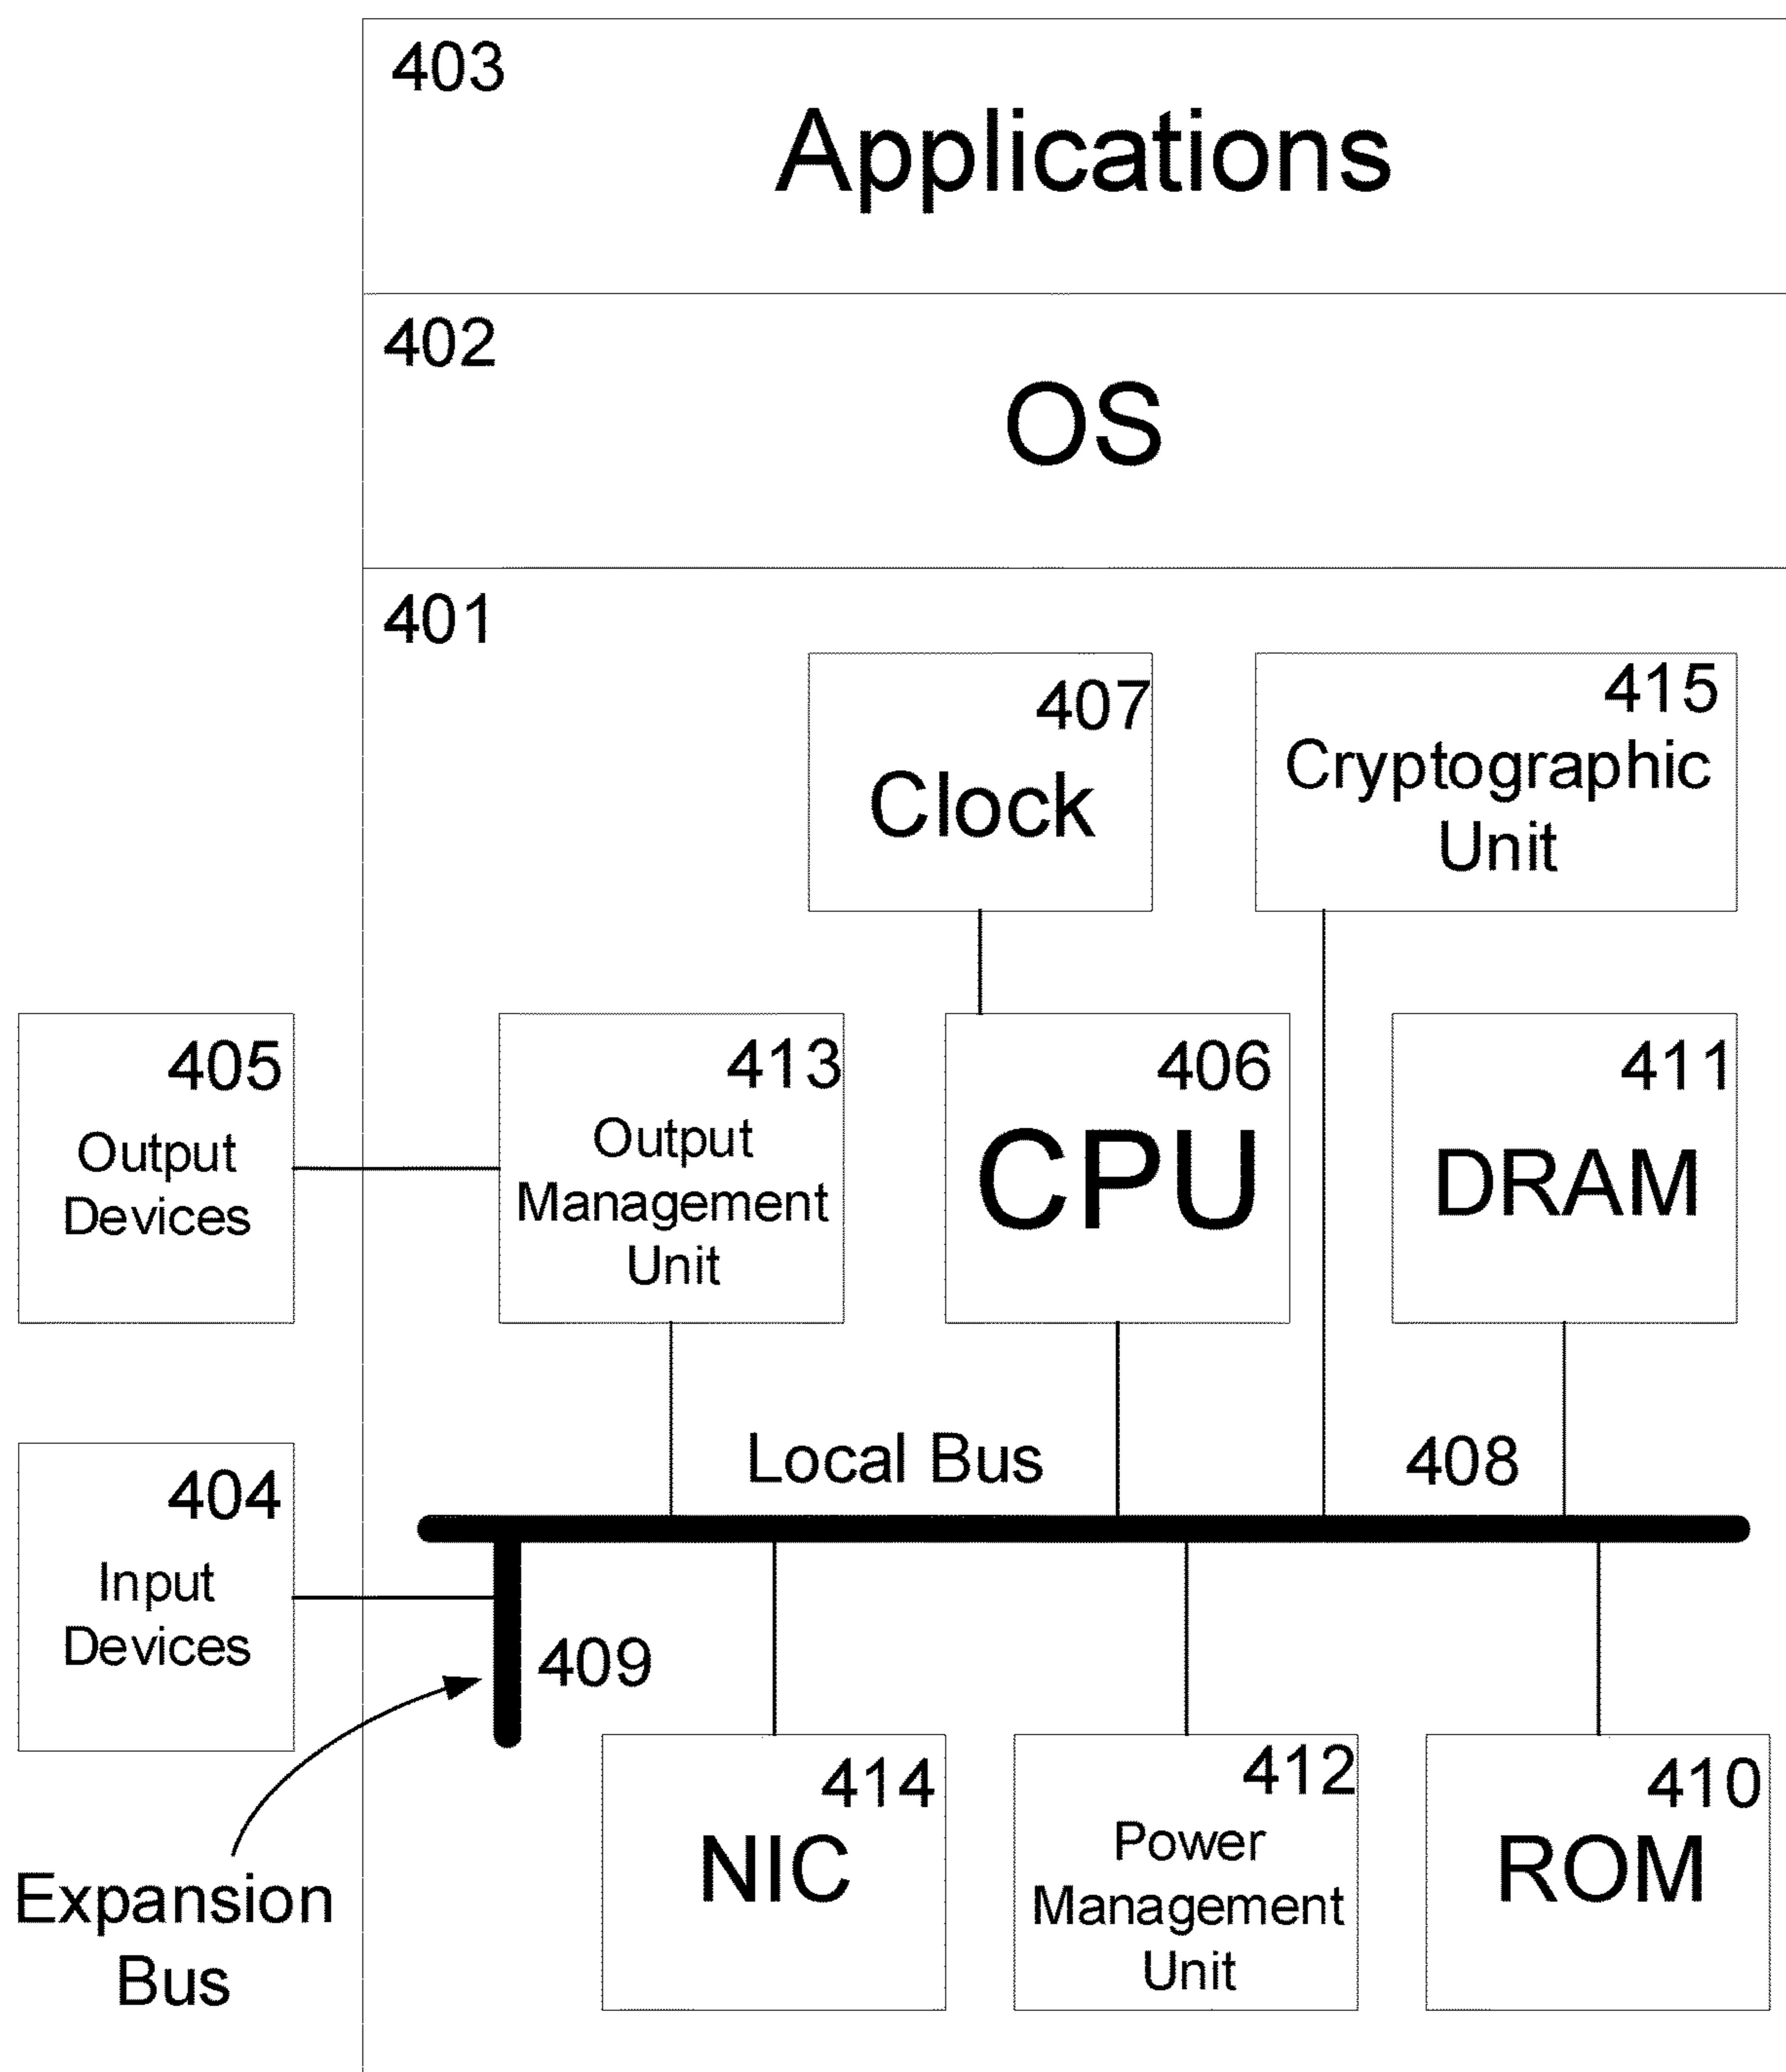 403
Applications
402
OS
401
407
Clock
415
Cryptographic
Unit
405
Output
Devices
413
Output
Management
Unit
406
CPU
411
DRAM
Local Bus
408
404
Input
Devices
409
Expansion
Bus
414
NIC
412
Power
Management
Unit
410
ROM